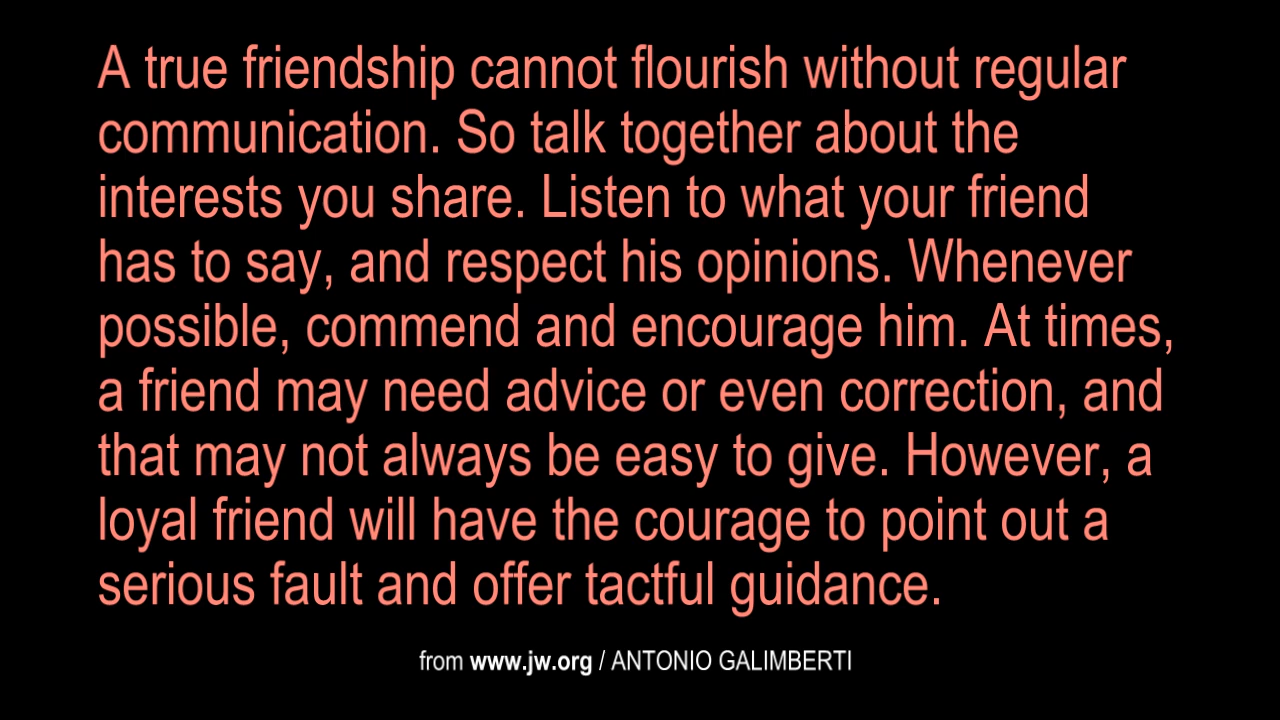 A true friendship cannot flourish without regular
communication. So talk together about the
interests you share. Listen to what your friend
has to say, and respect his opinions. Whenever
possible, commend and encourage him. At times,
a friend may need advice or even correction, and
that may not always be easy to give. However, a
loyal friend will have the courage to point out a
serious fault and offer tactful guidance.
from www.jw.org / ANTONIO GALIMBERTI